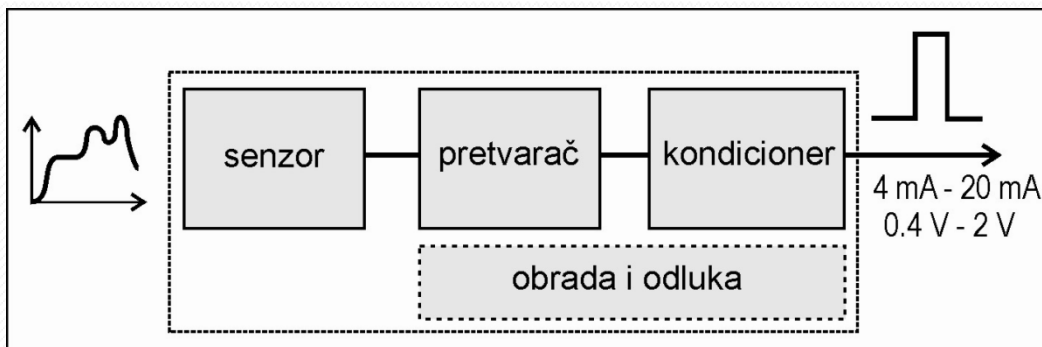 senzor
pretvarač
kondicioner
4 mA - 20 mA
0.4 V - 2 V
obrada i odluka